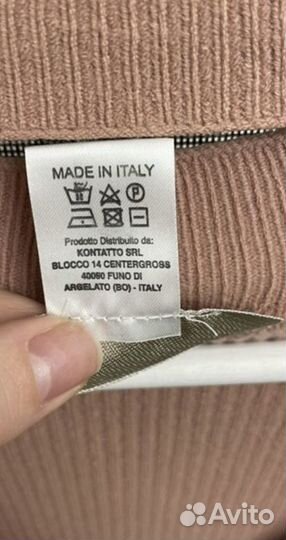 MADE IN ITALY
P
Prodotto Distribuito da:
KONTATTO SRL
BLOCCO 14 CENTERGROSS
40050 FUNO DI
ARGELATO (BO) - ITALY
Avito